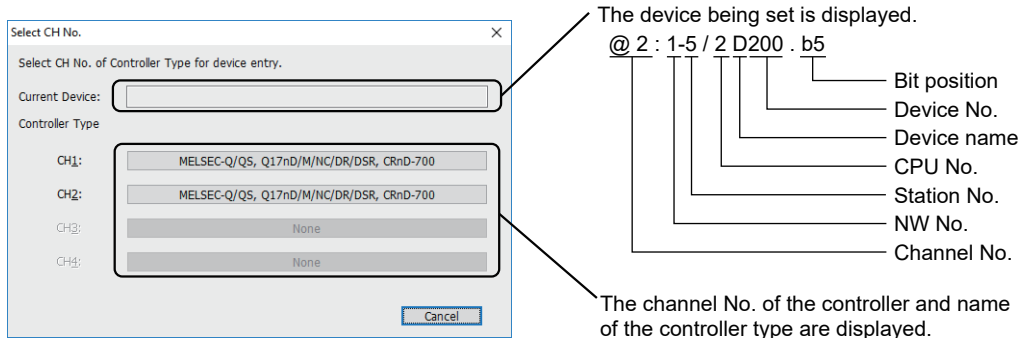 Select CH No.
Select CH No. of Controller Type for device entry.
Current Device:
Controller Type
CH1: MELSEC-Q/QS, Q17nD/M/NC/DR/DSR, CRnD-700
CH2: MELSEC-Q/QS, Q17nD/M/NC/DR/DSR, CRnD-700
CH3: None
CH4: None
Cancel
The device being set is displayed.
@ 2 : 1-5 / 2 D200 . b5
Bit position
Device No.
Device name
CPU No.
Station No.
NW No.
Channel No.
The channel No. of the controller and name
of the controller type are displayed.